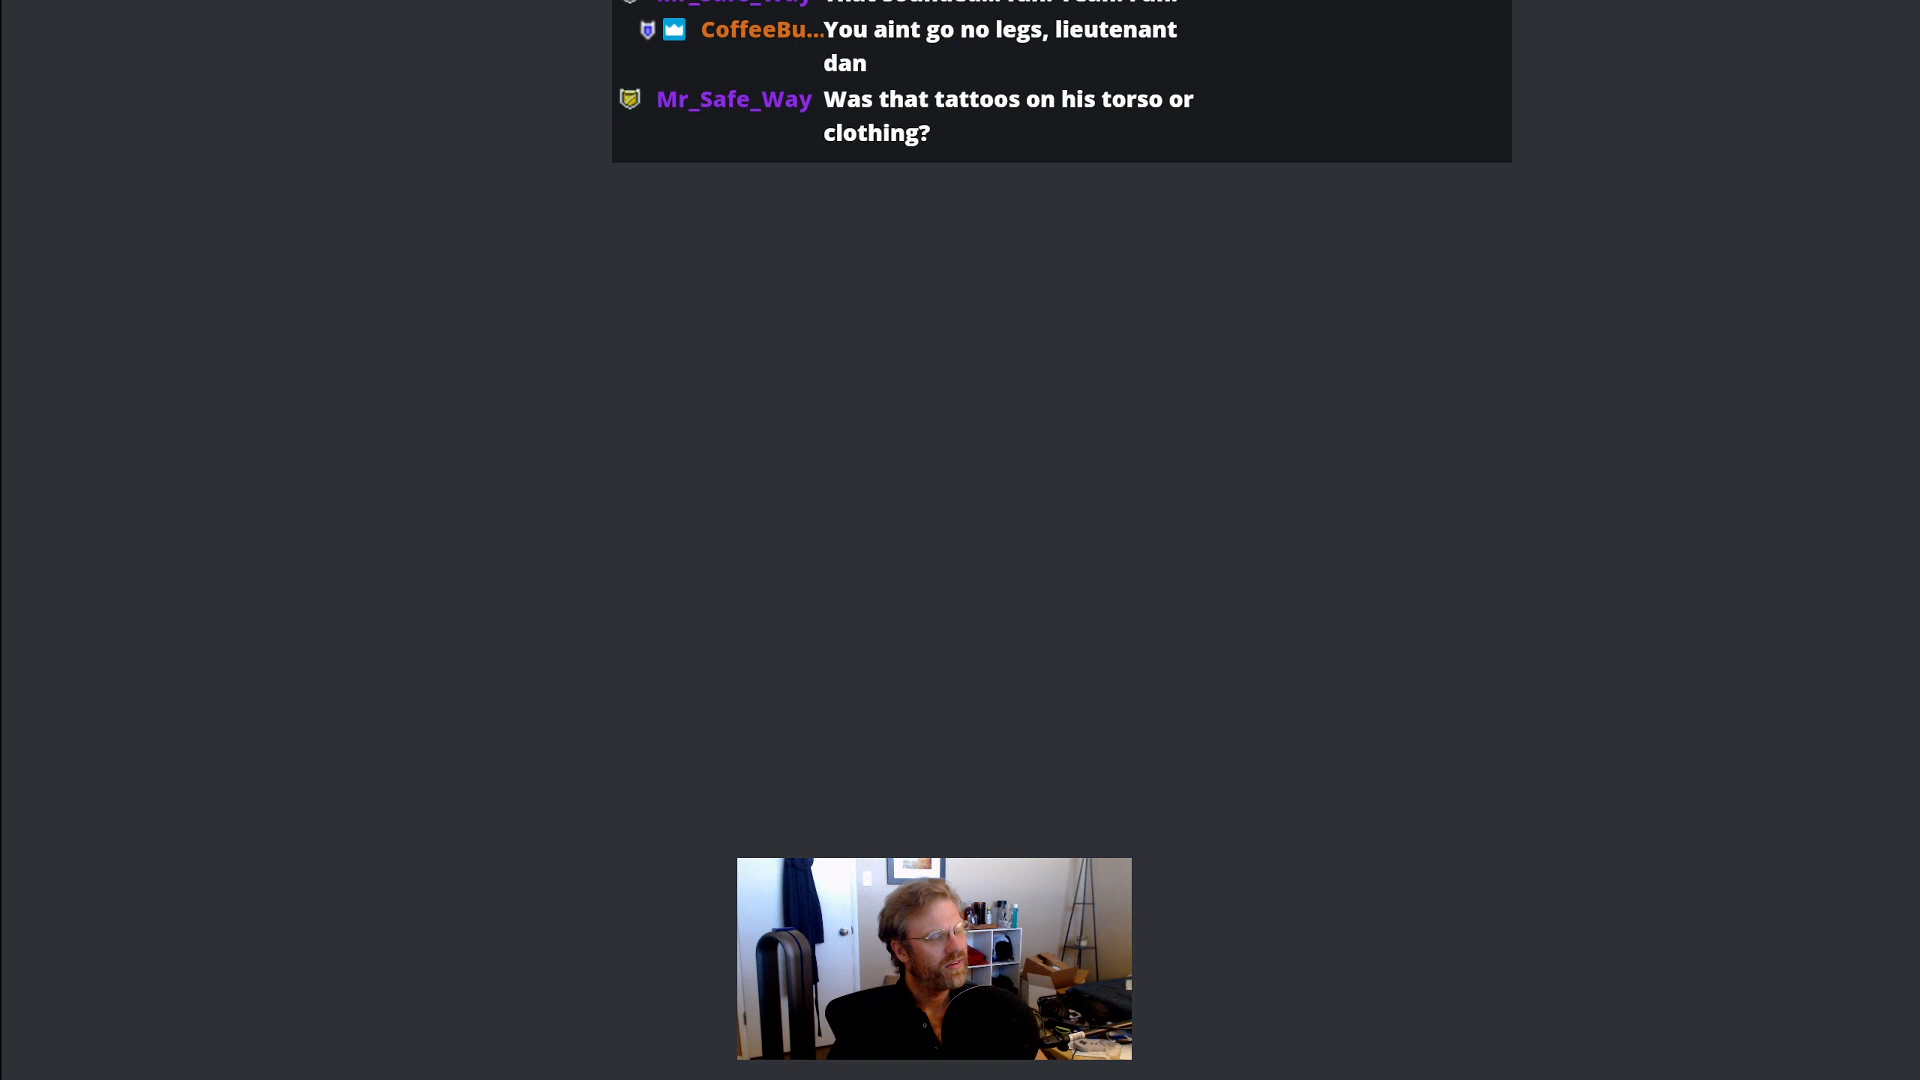 CoffeeBu...You aint go no legs, lieutenant
dan
Mr_Safe_Way Was that tattoos on his torso or
clothing?